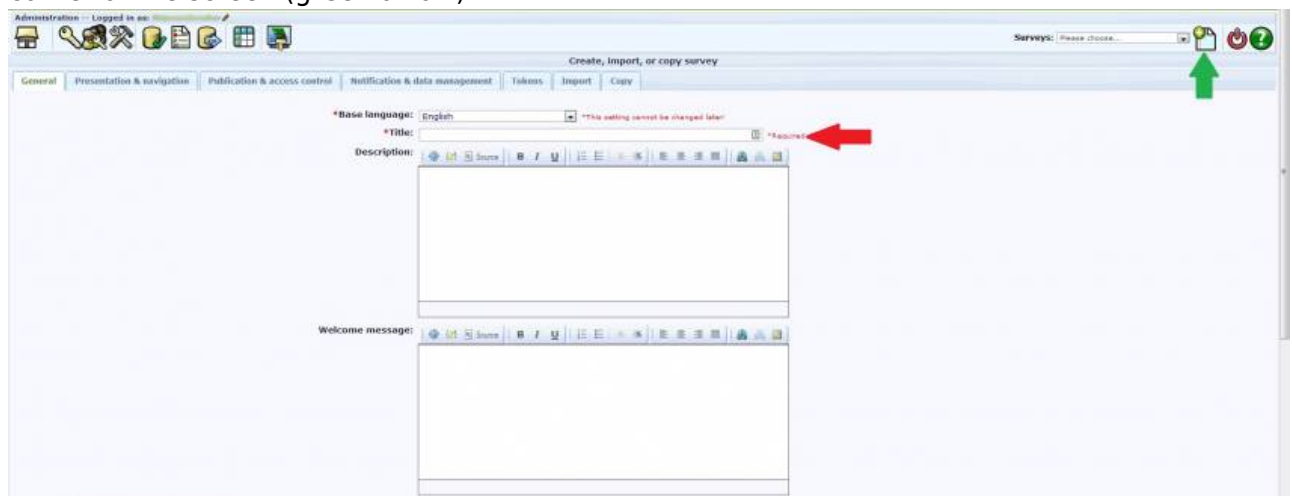 Administration -- Logged in as:
Surveys: Please choose...
Create, import, or copy survey
General Presentation & navigation Publication & access control Notification & data management Tokens Import Copy
*Base language: English *This setting cannot be changed later!
*Title: *Required
Description:
Source B I U
Welcome message:
Source B I U